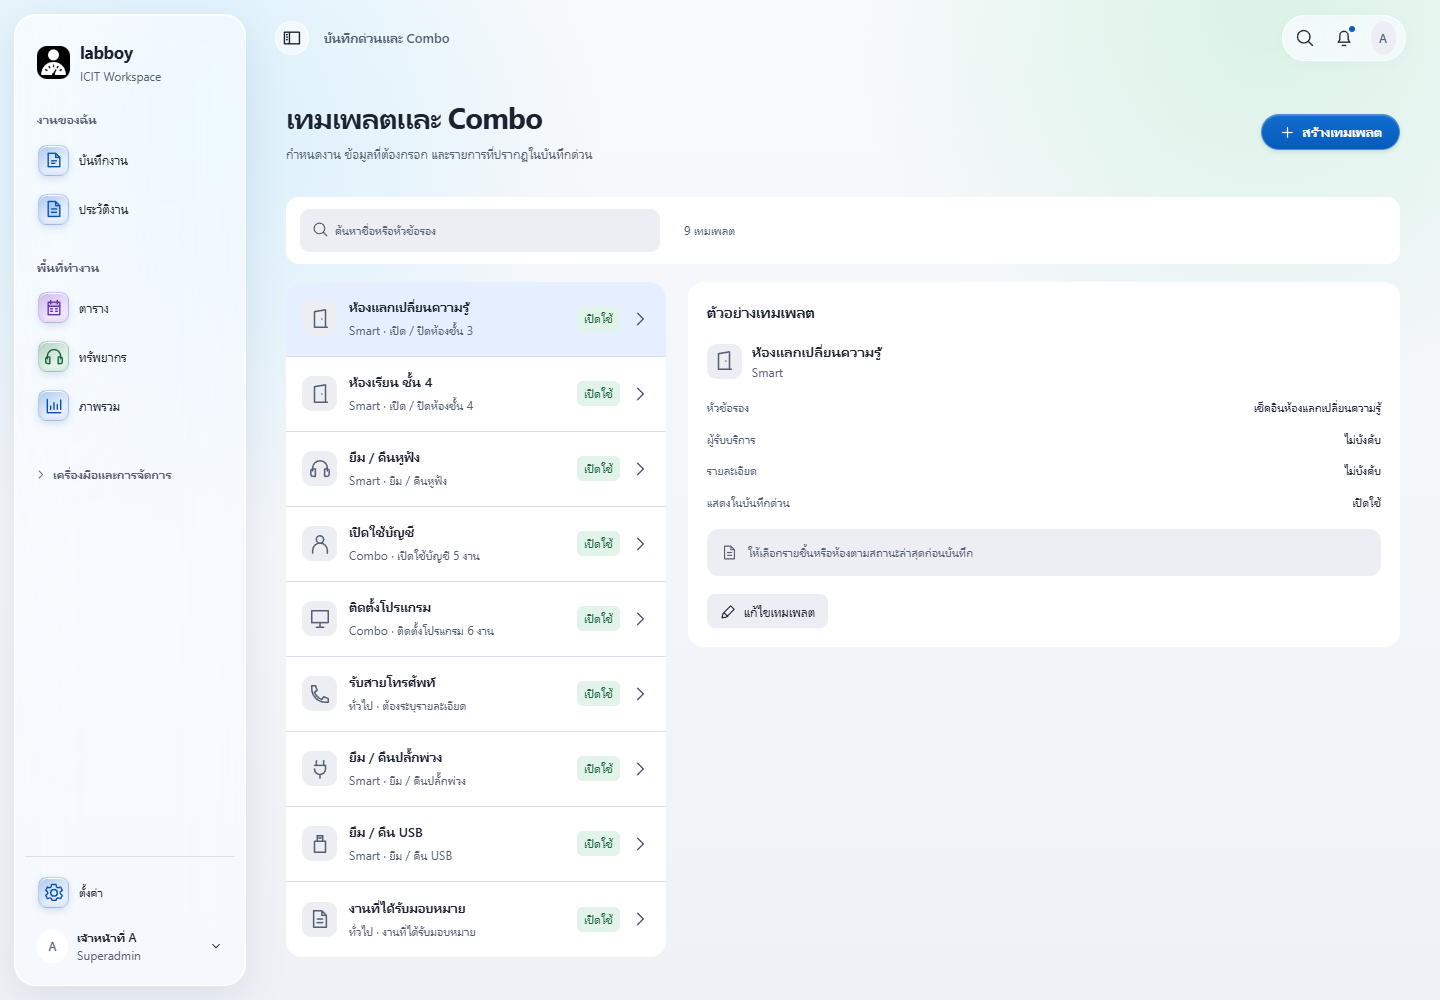 labboy
ICIT Workspace
งานของฉัน
บันทึกงาน
ประวัติงาน
พื้นที่ทำงาน
ตาราง
ทรัพยากร
ภาพรวม
เครื่องมือและการจัดการ
ตั้งค่า
A
เจ้าหน้าที่ A
Superadmin
บันทึกด่วนและ Combo
A
เทมเพลตและ Combo
กำหนดงาน ข้อมูลที่ต้องกรอก และรายการที่ปรากฏในบันทึกด่วน
สร้างเทมเพลต
ค้นหาชื่อหรือหัวข้อรอง
9 เทมเพลต
ห้องแลกเปลี่ยนความรู้
Smart · เปิด / ปิดห้องชั้น 3
เปิดใช้
ห้องเรียน ชั้น 4
Smart · เปิด / ปิดห้องชั้น 4
เปิดใช้
ยืม / คืนหูฟัง
Smart · ยืม / คืนหูฟัง
เปิดใช้
เปิดใช้บัญชี
Combo · เปิดใช้บัญชี 5 งาน
เปิดใช้
ติดตั้งโปรแกรม
Combo · ติดตั้งโปรแกรม 6 งาน
เปิดใช้
รับสายโทรศัพท์
ทั่วไป · ต้องระบุรายละเอียด
เปิดใช้
ยืม / คืนปลั๊กพ่วง
Smart · ยืม / คืนปลั๊กพ่วง
เปิดใช้
ยืม / คืน USB
Smart · ยืม / คืน USB
เปิดใช้
งานที่ได้รับมอบหมาย
ทั่วไป · งานที่ได้รับมอบหมาย
เปิดใช้
ตัวอย่างเทมเพลต
ห้องแลกเปลี่ยนความรู้
Smart
หัวข้อรอง
เช็คอินห้องแลกเปลี่ยนความรู้
ผู้รับบริการ
ไม่บังคับ
รายละเอียด
ไม่บังคับ
แสดงในบันทึกด่วน
เปิดใช้
ให้เลือกรายชิ้นหรือห้องตามสถานะล่าสุดก่อนบันทึก
แก้ไขเทมเพลต